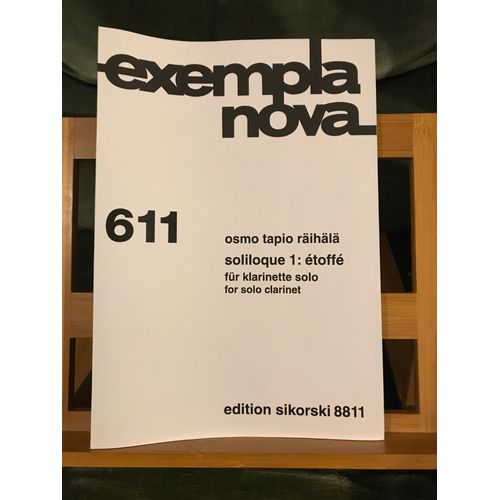 exempla
nova
611
osmo tapio räihälä
soliloque 1: étoffé
für klarinette solo
for solo clarinet
edition sikorski 8811